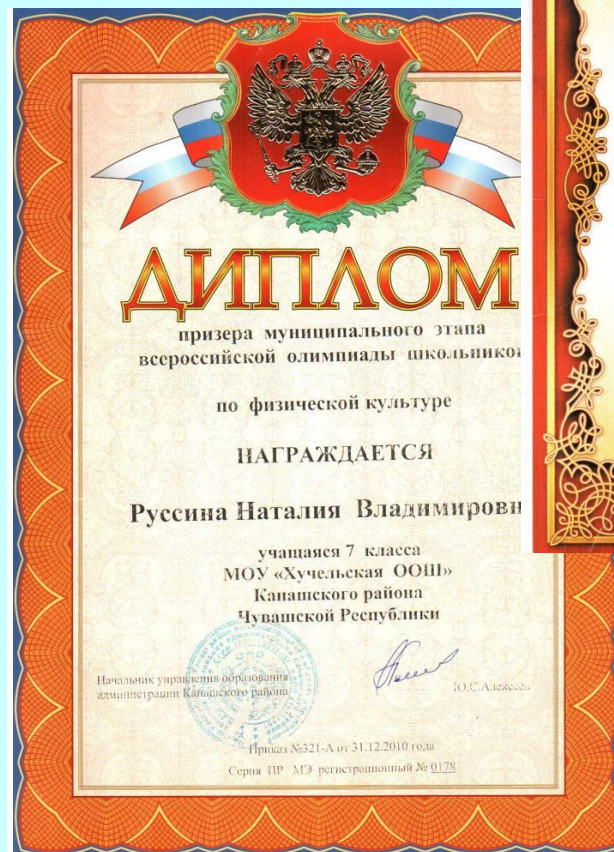 ДИПЛОМ
призера муниципального этапа
всероссийской олимпиады школьников
по физической культуре
НАГРАЖДАЕТСЯ
Руссина Наталия Владимировн
учащаяся 7 класса
МОУ «Хучельская ООШ»
Канашского района
Чувашской Республики
Начальник управления образования
администрации Канашского района
Ю.С.Алексеев
Приказ №321-А от 31.12.2010 года
Серия ПР МЭ регистрационный № 0178